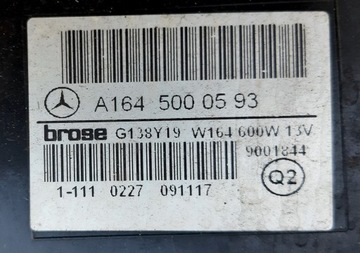 A164 500 05 93
brose G138Y19 W164 600W 13V
9001844
1-111 0227 091117
Q2